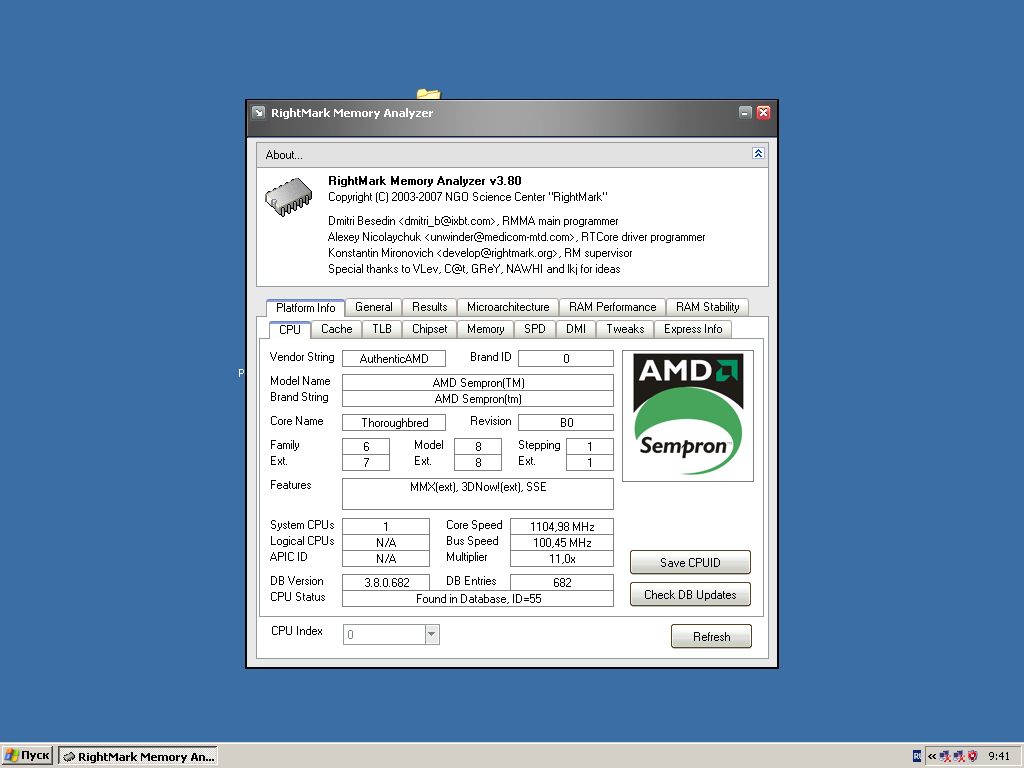 RightMark Memory Analyzer
About...
RightMark Memory Analyzer v3.80
Copyright (C) 2003-2007 NGO Science Center "RightMark"
Dmitri Besedin <dmitri_b@ixbt.com>, RMMA main programmer
Alexey Nicolaychuk <unwinder@medicom-mtd.com>, RTCore driver programmer
Konstantin Mironovich <develop@rightmark.org>, RM supervisor
Special thanks to VLev, C@t, GReY, NAWHI and lkj for ideas
Platform Info General Results Microarchitecture RAM Performance RAM Stability
CPU Cache TLB Chipset Memory SPD DMI Tweaks Express Info
Vendor String AuthenticAMD Brand ID 0
Model Name AMD Sempron(TM)
Brand String AMD Sempron(tm)
Core Name Thoroughbred Revision B0
Family 6 Model 8 Stepping 1
Ext. 7 Ext. 8 Ext. 1
Features MMX(ext), 3DNow!(ext), SSE
AMD
Sempron
System CPUs 1 Core Speed 1104,98 MHz
Logical CPUs N/A Bus Speed 100,45 MHz
APIC ID N/A Multiplier 11,0x
DB Version 3.8.0.682 DB Entries 682
CPU Status Found in Database, ID=55
Save CPUID
Check DB Updates
CPU Index 0
Refresh
P
Пуск RightMark Memory An... RU « 9:41